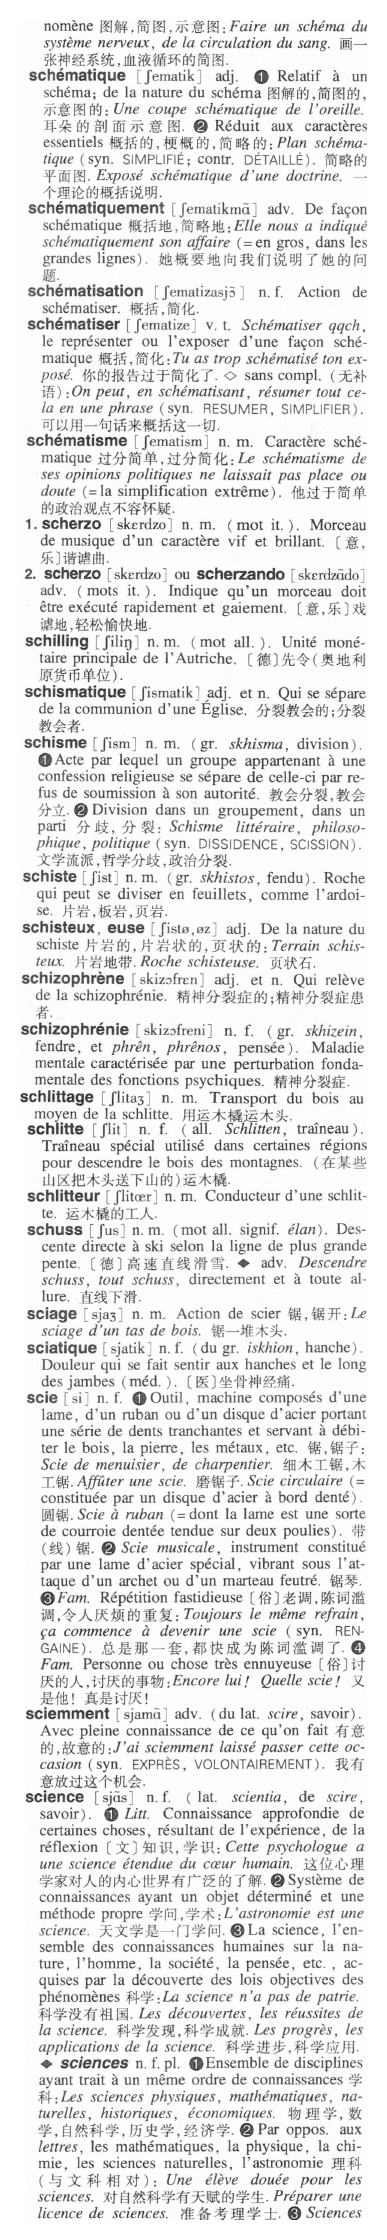 nomène 图解,简图,示意图:Faire un schéma du
système nerveux, de la circulation du sang. 画一
张神经系统,血液循环的简图.
schématique [ʃematik] adj. ❶ Relatif à un
schéma; de la nature du schéma 图解的,简图的,
示意图的:Une coupe schématique de l'oreille.
耳朵的剖面示意图. ❷ Réduit aux caractères
essentiels 概括的,梗概的,简略的:Plan schéma-
tique (syn. SIMPLIFIÉ; contr. DÉTAILLÉ). 简略的
平面图. Exposé schématique d'une doctrine. 一
个理论的概括说明.
schématiquement [ʃematikmɑ̃] adv. De façon
schématique 概括地,简略地:Elle nous a indiqué
schématiquement son affaire (= en gros, dans les
grandes lignes). 她概要地向我们说明了她的问
题.
schématisation [ʃematizasjɔ̃] n. f. Action de
schématiser. 概括,简化.
schématiser [ʃematize] v. t. Schématiser qqch,
le représenter ou l'exposer d'une façon sché-
matique 概括,简化:Tu as trop schématisé ton ex-
posé. 你的报告过于简化了. ◇ sans compl. (无补
语):On peut, en schématisant, résumer tout ce-
la en une phrase (syn. RESUMER, SIMPLIFIER).
可以用一句话来概括这一切.
schématisme [ʃematism] n. m. Caractère sché-
matique 过分简单,过分简化:Le schématisme de
ses opinions politiques ne laissait pas place ou
doute (= la simplification extrême). 他过于简单
的政治观点不容怀疑.
1. scherzo [skɛrdzo] n. m. (mot it.). Morceau
de musique d'un caractère vif et brillant. 〔意,
乐〕谐谑曲.
2. scherzo [skɛrdzo] ou scherzando [skɛrdzɑ̃do]
adv. (mots it.). Indique qu'un morceau doit
être exécuté rapidement et gaiement. 〔意,乐〕戏
谑地,轻松愉快地.
schilling [ʃiliŋ] n. m. (mot all.). Unité moné-
taire principale de l'Autriche. 〔德〕先令(奥地利
原货币单位).
schismatique [ʃismatik] adj. et n. Qui se sépare
de la communion d'une Église. 分裂教会的;分裂
教会者.
schisme [ʃism] n. m. (gr. skhisma, division).
❶ Acte par lequel un groupe appartenant à une
confession religieuse se sépare de celle-ci par re-
fus de soumission à son autorité. 教会分裂,教会
分立. ❷ Division dans un groupement, dans un
parti 分歧,分裂: Schisme littéraire, philoso-
phique, politique (syn. DISSIDENCE, SCISSION).
文学流派,哲学分歧,政治分裂.
schiste [ʃist] n. m. (gr. skhistos, fendu). Roche
qui peut se diviser en feuillets, comme l'ardoi-
se. 片岩,板岩,页岩.
schisteux, euse [ʃistø,øz] adj. De la nature du
schiste 片岩的,片岩状的,页状的:Terrain schis-
teux. 片岩地带. Roche schisteuse. 页状石.
schizophrène [skizɔfrɛn] adj. et n. Qui relève
de la schizophrénie. 精神分裂症的;精神分裂症患
者.
schizophrénie [skizɔfreni] n. f. (gr. skhizein,
fendre, et phrên, phrênos, pensée). Maladie
mentale caractérisée par une perturbation fonda-
mentale des fonctions psychiques. 精神分裂症.
schlittage [ʃlitaʒ] n. m. Transport du bois au
moyen de la schlitte. 用运木橇运木头.
schlitte [ʃlit] n. f. (all. Schlitten, traîneau).
Traîneau spécial utilisé dans certaines régions
pour descendre le bois des montagnes. (在某些
山区把木头送下山的)运木橇.
schlitteur [ʃlitœr] n. m. Conducteur d'une schlit-
te. 运木橇的工人.
schuss [ʃus] n. m. (mot all. signif. élan). Des-
cente directe à ski selon la ligne de plus grande
pente. 〔德〕高速直线滑雪. ◆ adv. Descendre
schuss, tout schuss, directement et à toute al-
lure. 直线下滑.
sciage [sjaʒ] n. m. Action de scier 锯,锯开:Le
sciage d'un tas de bois. 锯一堆木头.
sciatique [sjatik] n. f. (du gr. iskhion, hanche).
Douleur qui se fait sentir aux hanches et le long
des jambes (méd.). 〔医〕坐骨神经痛.
scie [si] n. f. ❶ Outil, machine composés d'une
lame, d'un ruban ou d'un disque d'acier portant
une série de dents tranchantes et servant à débi-
ter le bois, la pierre, les métaux, etc. 锯,锯子:
Scie de menuisier, de charpentier. 细木工锯,木
工锯. Affûter une scie. 磨锯子. Scie circulaire (=
constituée par un disque d'acier à bord denté).
圆锯. Scie à ruban (= dont la lame est une sorte
de courroie dentée tendue sur deux poulies). 带
(线)锯. ❷ Scie musicale, instrument constitué
par une lame d'acier spécial, vibrant sous l'at-
taque d'un archet ou d'un marteau feutré. 锯琴.
❸ Fam. Répétition fastidieuse〔俗〕老调,陈词滥
调,令人厌烦的重复:Toujours le même refrain,
ça commence à devenir une scie (syn. REN-
GAINE). 总是那一套,都快成为陈词滥调了. ❹
Fam. Personne ou chose très ennuyeuse〔俗〕讨
厌的人,讨厌的事物:Encore lui! Quelle scie! 又
是他!真是讨厌!
sciemment [sjamɑ̃] adv. (du lat. scire, savoir).
Avec pleine connaissance de ce qu'on fait 有意
的,故意的:J'ai sciemment laissé passer cette oc-
casion (syn. EXPRÈS, VOLONTAIREMENT). 我有
意放过这个机会.
science [sjɑ̃s] n. f. (lat. scientia, de scire,
savoir). ❶ Litt. Connaissance approfondie de
certaines choses, résultant de l'expérience, de la
réflexion〔文〕知识,学识: Cette psychologue a
une science étendue du cœur humain. 这位心理
学家对人的内心世界有广泛的了解. ❷ Système de
connaissances ayant un objet déterminé et une
méthode propre 学问,学术:L'astronomie est une
science. 天文学是一门学问. ❸ La science, l'en-
semble des connaissances humaines sur la na-
ture, l'homme, la société, la pensée, etc., ac-
quises par la découverte des lois objectives des
phénomènes 科学:La science n'a pas de patrie.
科学没有祖国. Les découvertes, les réussites de
la science. 科学发现,科学成就. Les progrès, les
applications de la science. 科学进步,科学应用.
◆ sciences n. f. pl. ❶ Ensemble de disciplines
ayant trait à un même ordre de connaissances 学
科:Les sciences physiques, mathématiques, na-
turelles, historiques, économiques. 物理学,数
学,自然科学,历史学,经济学. ❷ Par oppos. aux
lettres, les mathématiques, la physique, la chi-
mie, les sciences naturelles, l'astronomie 理科
(与文科相对): Une élève douée pour les
sciences. 对自然科学有天赋的学生. Préparer une
licence de sciences. 准备考理学士. ❸ Sciences